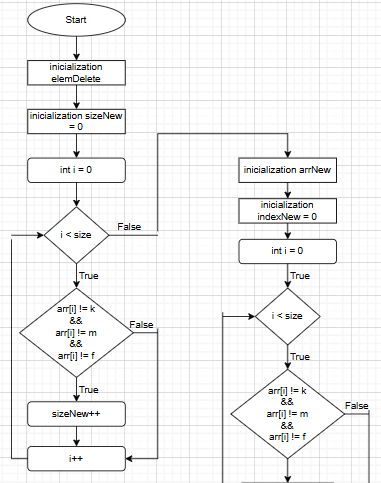 Start
inicialization
elemDelete
inicialization sizeNew
= 0
int i = 0
i < size
False
True
arr[i] != k
&&
arr[i] != m
&&
arr[i] != f
False
True
sizeNew++
i++
inicialization arrNew
inicialization
indexNew = 0
int i = 0
True
i < size
True
arr[i] != k
&&
arr[i] != m
&&
arr[i] != f
False